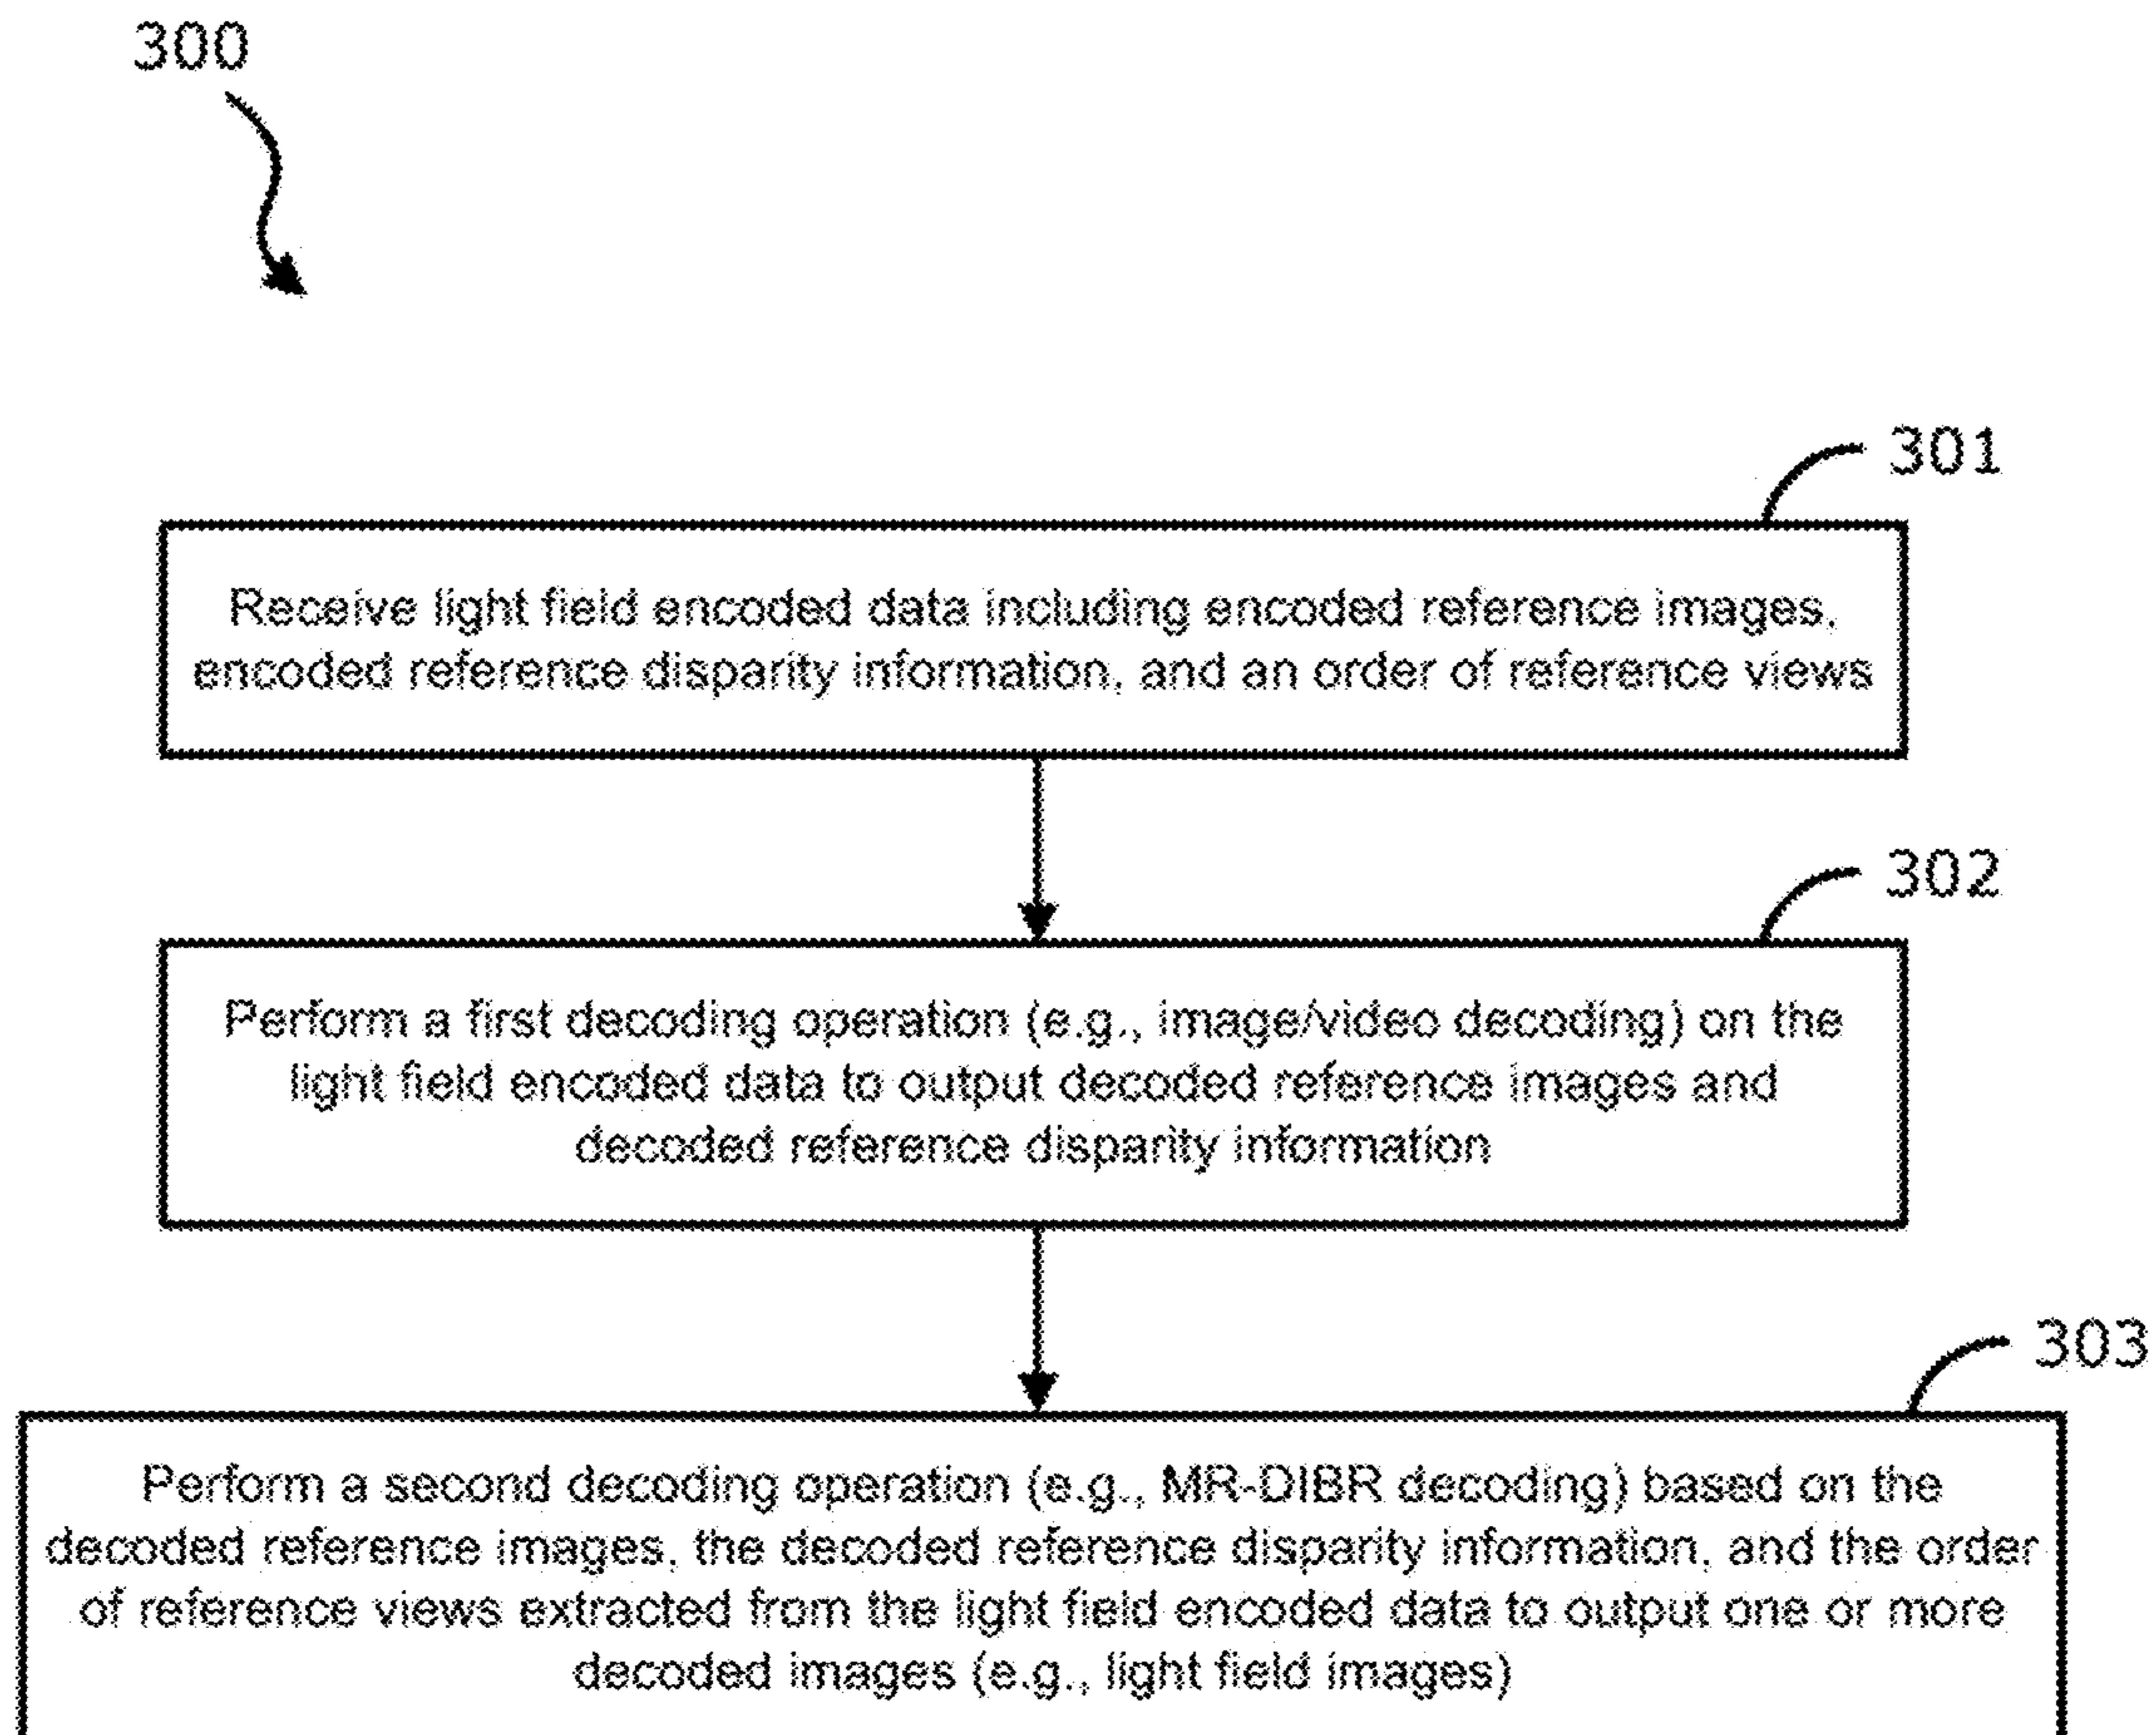 300
301
Receive light field encoded data including encoded reference images,
encoded reference disparity information, and an order of reference views
302
Perform a first decoding operation (e.g., image/video decoding) on the
light field encoded data to output decoded reference images and
decoded reference disparity information
303
Perform a second decoding operation (e.g., MR-DIBR decoding) based on the
decoded reference images, the decoded reference disparity information, and the order
of reference views extracted from the light field encoded data to output one or more
decoded images (e.g., light field images)